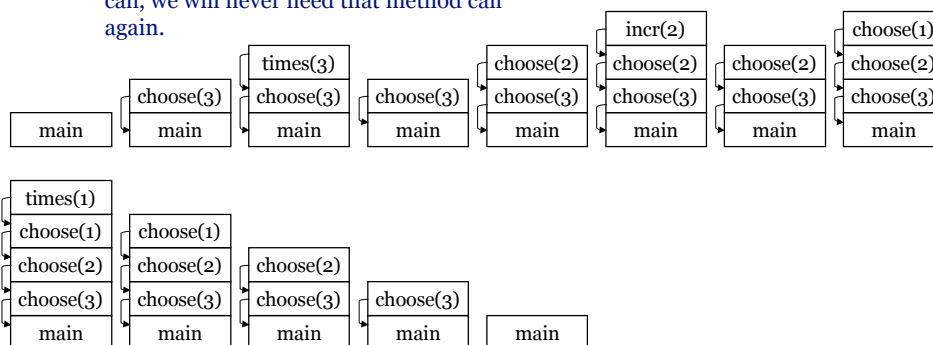 call, we will never need that method call
again.
incr(2) choose(1)
times(3) choose(2) choose(2) choose(2) choose(2)
choose(3) choose(3) choose(3) choose(3) choose(3) choose(3) choose(3)
main main main main main main main main
times(1)
choose(1) choose(1)
choose(2) choose(2) choose(2)
choose(3) choose(3) choose(3) choose(3)
main main main main main